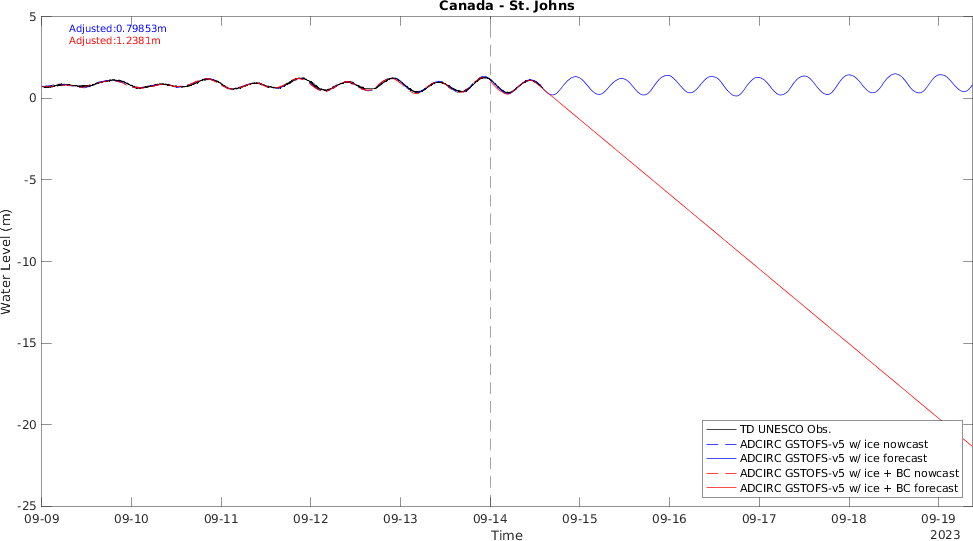 Canada - St. Johns
Adjusted:0.79853m
Adjusted:1.2381m
5
0
-5
-10
-15
-20
-25
Water Level (m)
09-09 09-10 09-11 09-12 09-13 09-14 09-15 09-16 09-17 09-18 09-19
2023
Time
TD UNESCO Obs.
ADCIRC GSTOFS-v5 w/ ice nowcast
ADCIRC GSTOFS-v5 w/ ice forecast
ADCIRC GSTOFS-v5 w/ ice + BC nowcast
ADCIRC GSTOFS-v5 w/ ice + BC forecast